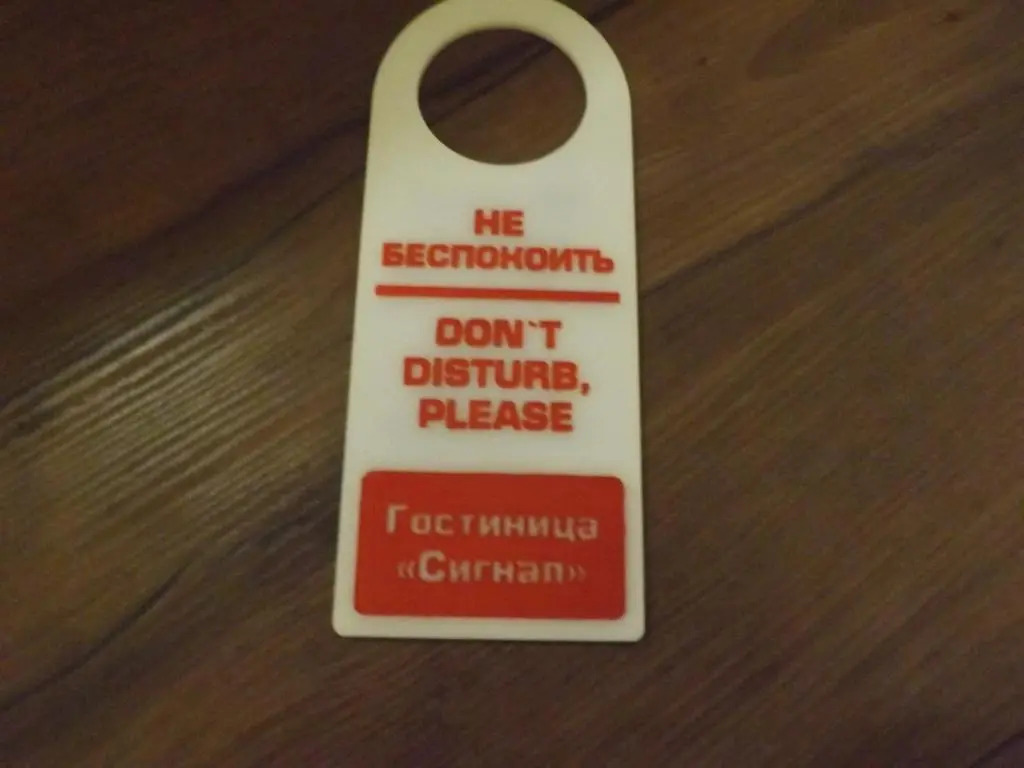 НЕ
БЕСПОКОИТЬ
DON`T
DISTURB,
PLEASE
Гостиница
«Сигнал»